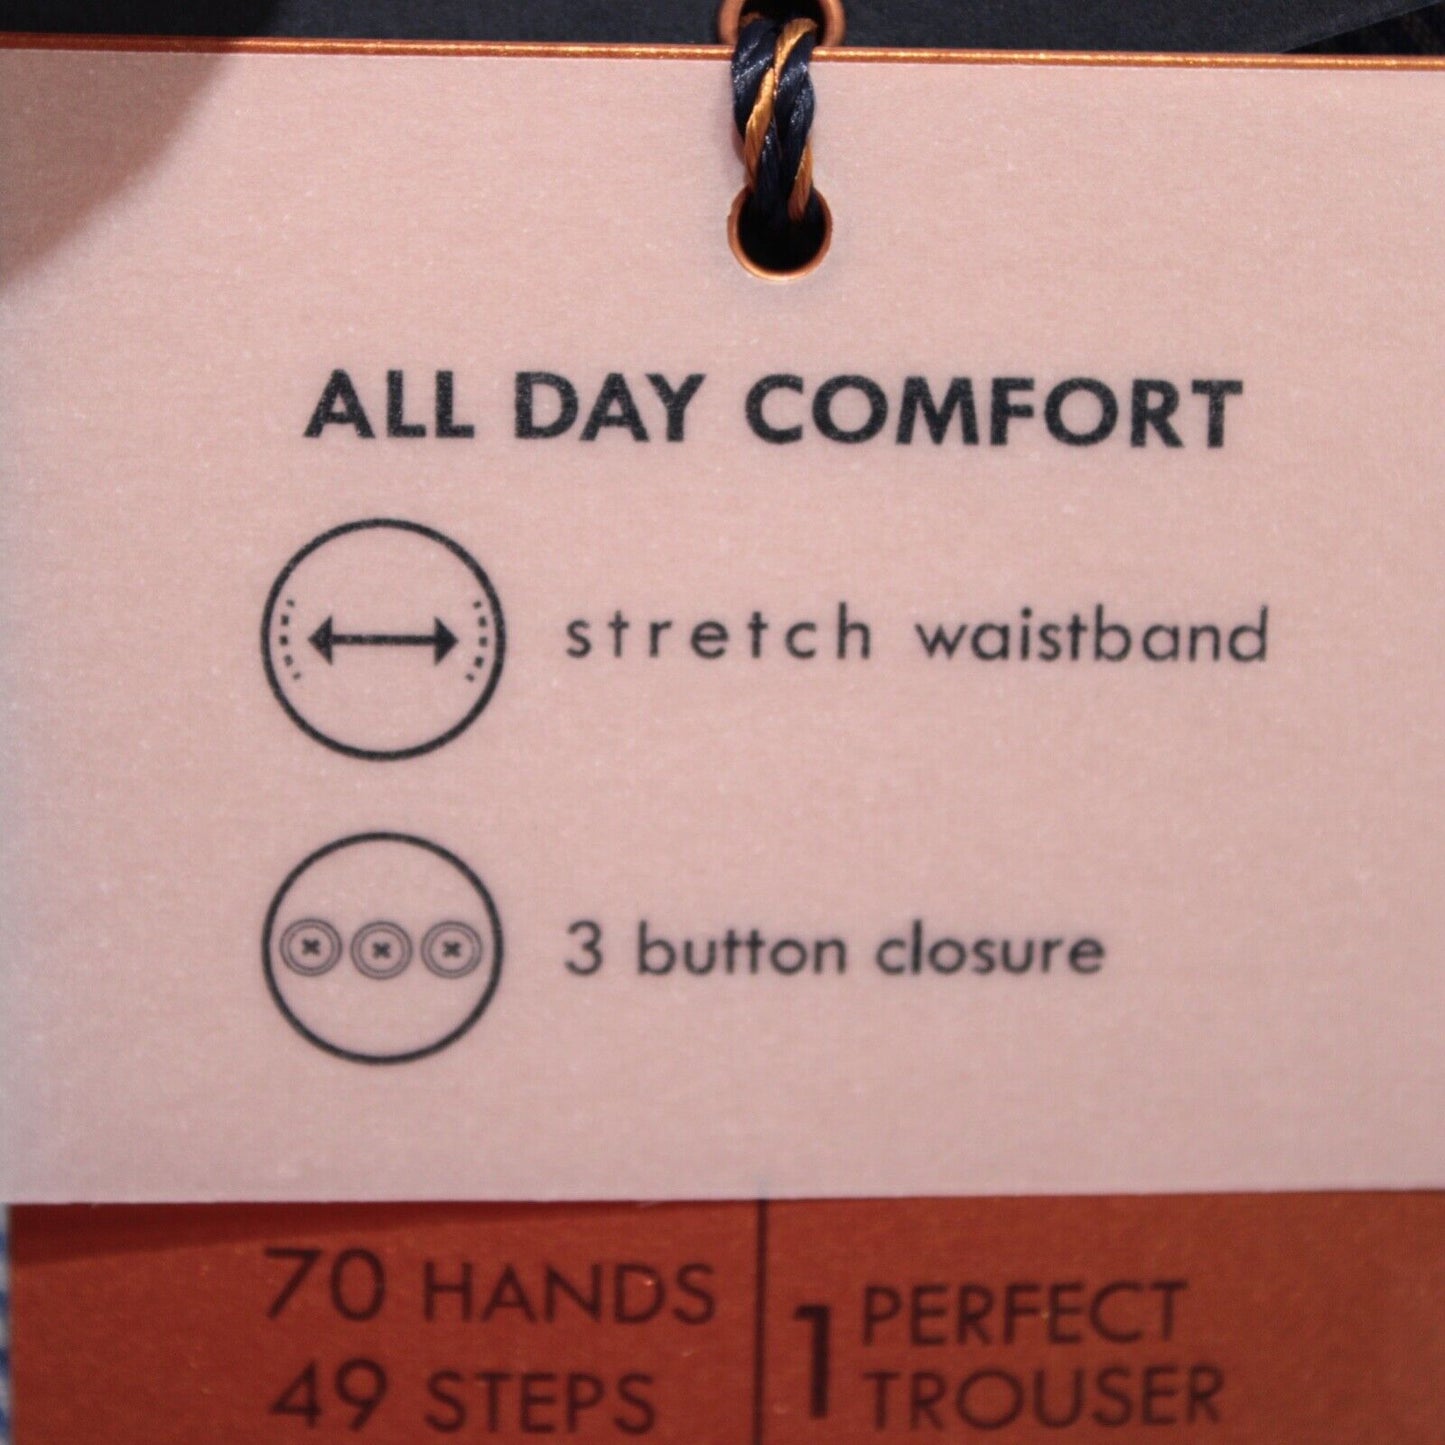 ALL DAY COMFORT
stretch waistband
3 button closure
70 HANDS
49 STEPS
1 PERFECT
TROUSER